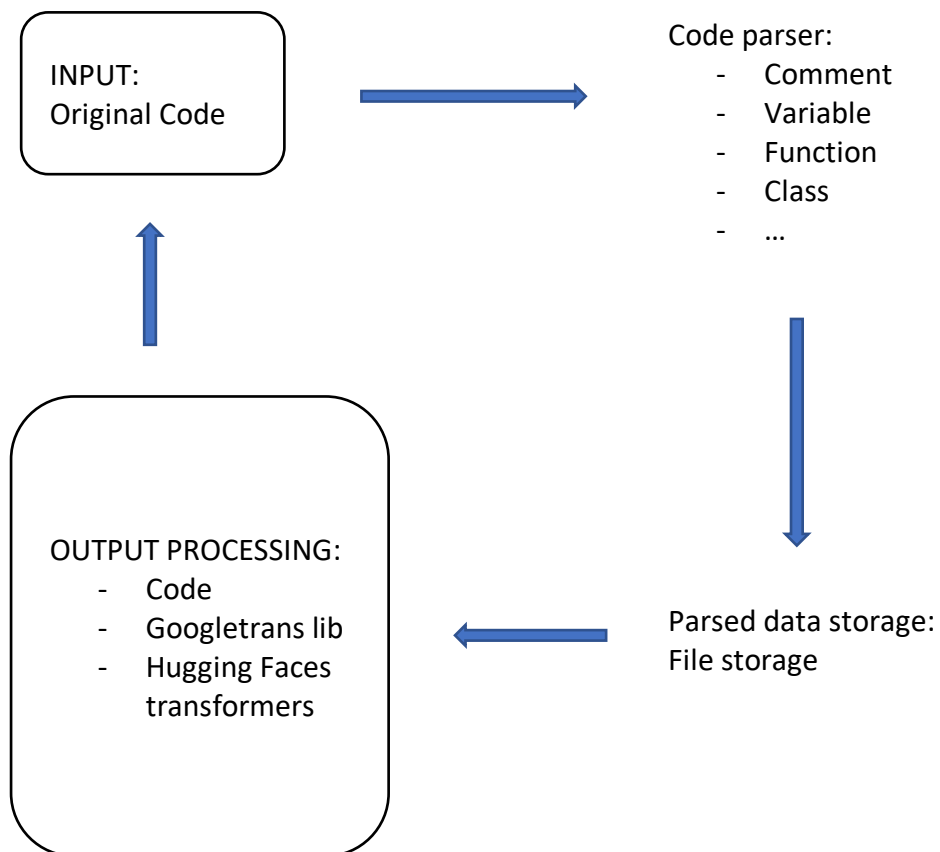 INPUT:
Original Code
Code parser:
- Comment
- Variable
- Function
- Class
- …
OUTPUT PROCESSING:
- Code
- Googletrans lib
- Hugging Faces
transformers
Parsed data storage:
File storage